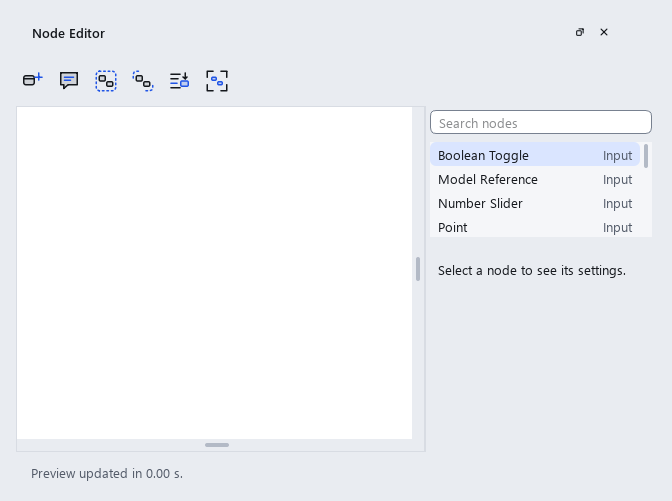 Node Editor
Search nodes
Boolean Toggle Input
Model Reference Input
Number Slider Input
Point Input
Select a node to see its settings.
Preview updated in 0.00 s.